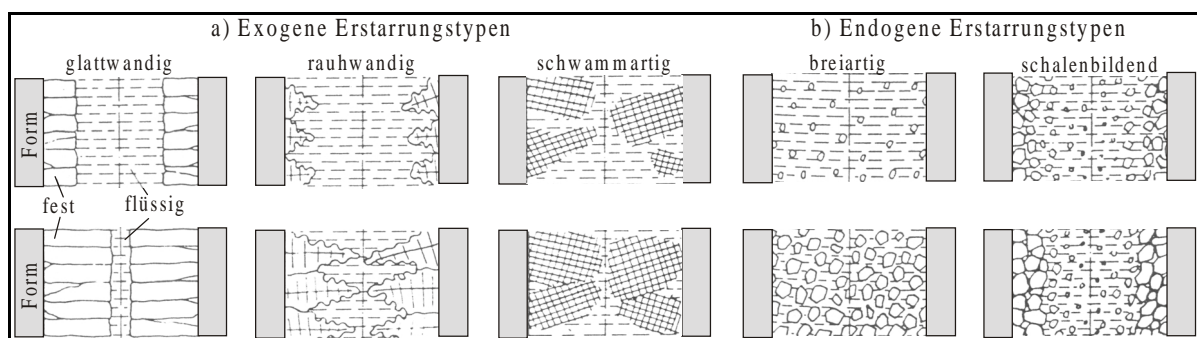 a) Exogene Erstarrungstypen
b) Endogene Erstarrungstypen
glattwandig
rauhwandig
schwammartig
breiartig
schalenbildend
Form
fest
flüssig
Form